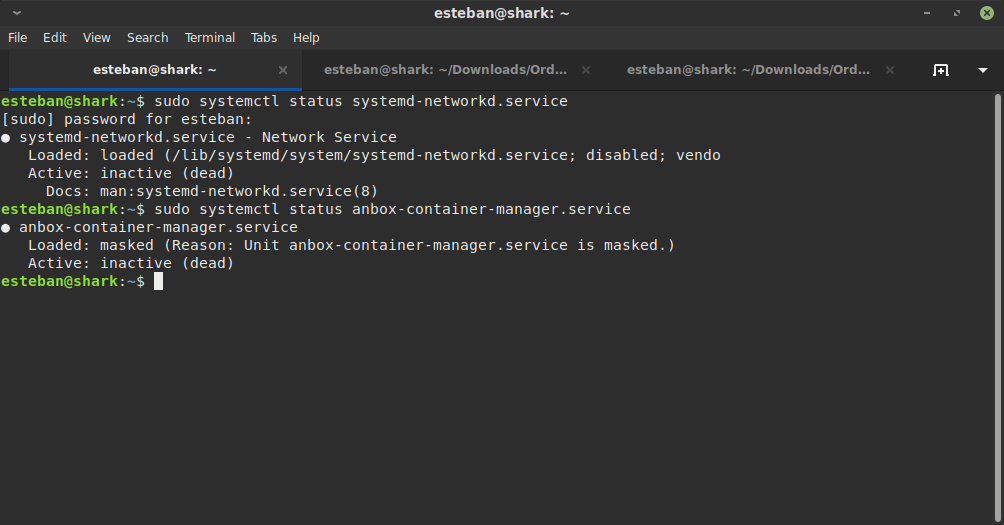 esteban@shark: ~
File Edit View Search Terminal Tabs Help
esteban@shark: ~ × esteban@shark: ~/Downloads/Ord... × esteban@shark: ~/Downloads/Ord... ×
esteban@shark:~$ sudo systemctl status systemd-networkd.service
[sudo] password for esteban:
● systemd-networkd.service - Network Service
   Loaded: loaded (/lib/systemd/system/systemd-networkd.service; disabled; vendo
   Active: inactive (dead)
     Docs: man:systemd-networkd.service(8)
esteban@shark:~$ sudo systemctl status anbox-container-manager.service
● anbox-container-manager.service
   Loaded: masked (Reason: Unit anbox-container-manager.service is masked.)
   Active: inactive (dead)
esteban@shark:~$